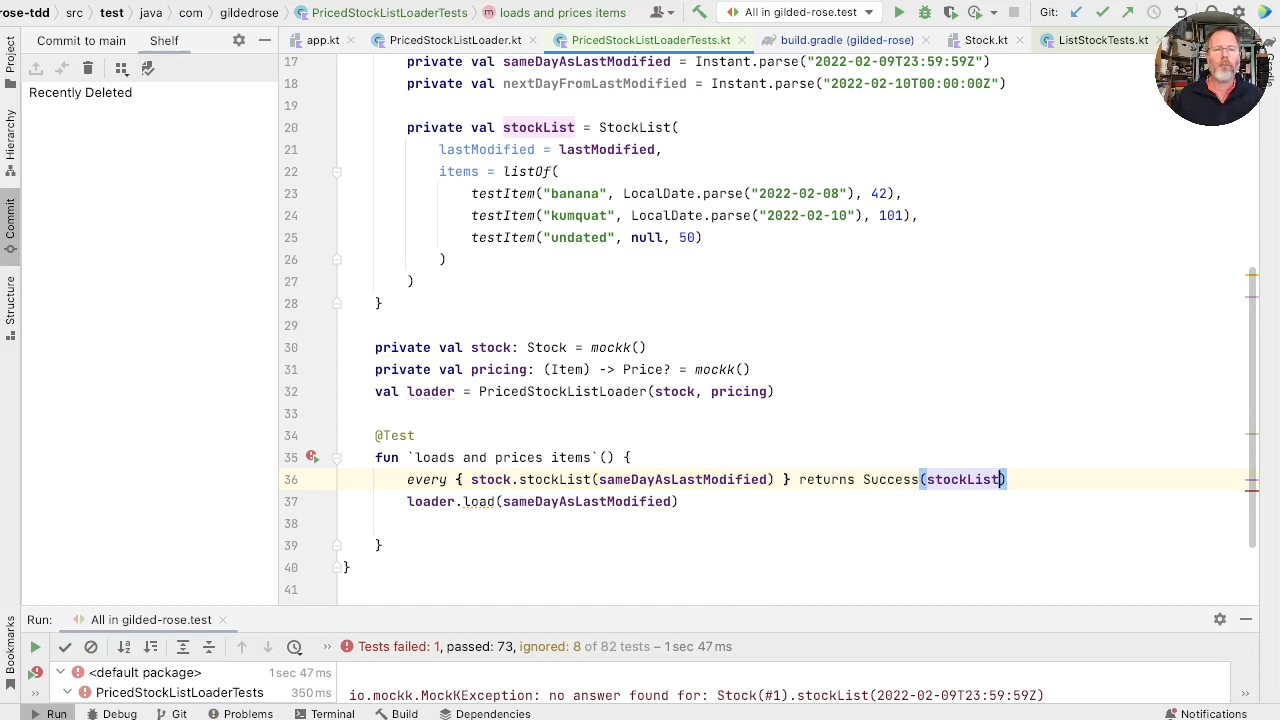 rose-tdd › src › test › java › com › gildedrose › PricedStockListLoaderTests › loads and prices items All in gilded-rose.test Git:
Commit to main Shelf
app.kt PricedStockListLoader.kt PricedStockListLoaderTests.kt build.gradle (gilded-rose) Stock.kt ListStockTests.kt
Recently Deleted
Project
Hierarchy
Commit
Structure
Bookmarks
17 private val sameDayAsLastModified = Instant.parse("2022-02-09T23:59:59Z")
18 private val nextDayFromLastModified = Instant.parse("2022-02-10T00:00:00Z")
19
20 private val stockList = StockList(
21 lastModified = lastModified,
22 items = listOf(
23 testItem("banana", LocalDate.parse("2022-02-08"), 42),
24 testItem("kumquat", LocalDate.parse("2022-02-10"), 101),
25 testItem("undated", null, 50)
26 )
27 )
28 }
29
30 private val stock: Stock = mockk()
31 private val pricing: (Item) -> Price? = mockk()
32 val loader = PricedStockListLoader(stock, pricing)
33
34 @Test
35 fun `loads and prices items`() {
36 every { stock.stockList(sameDayAsLastModified) } returns Success(stockList)
37 loader.load(sameDayAsLastModified)
38
39 }
40 }
41
Run: All in gilded-rose.test
» Tests failed: 1, passed: 73, ignored: 8 of 82 tests – 1 sec 47 ms
<default package> 1 sec 47 ms
PricedStockListLoaderTests 350 ms
io.mockk.MockKException: no answer found for: Stock(#1).stockList(2022-02-09T23:59:59Z)
Run Debug Git Problems Terminal Build Dependencies Notifications